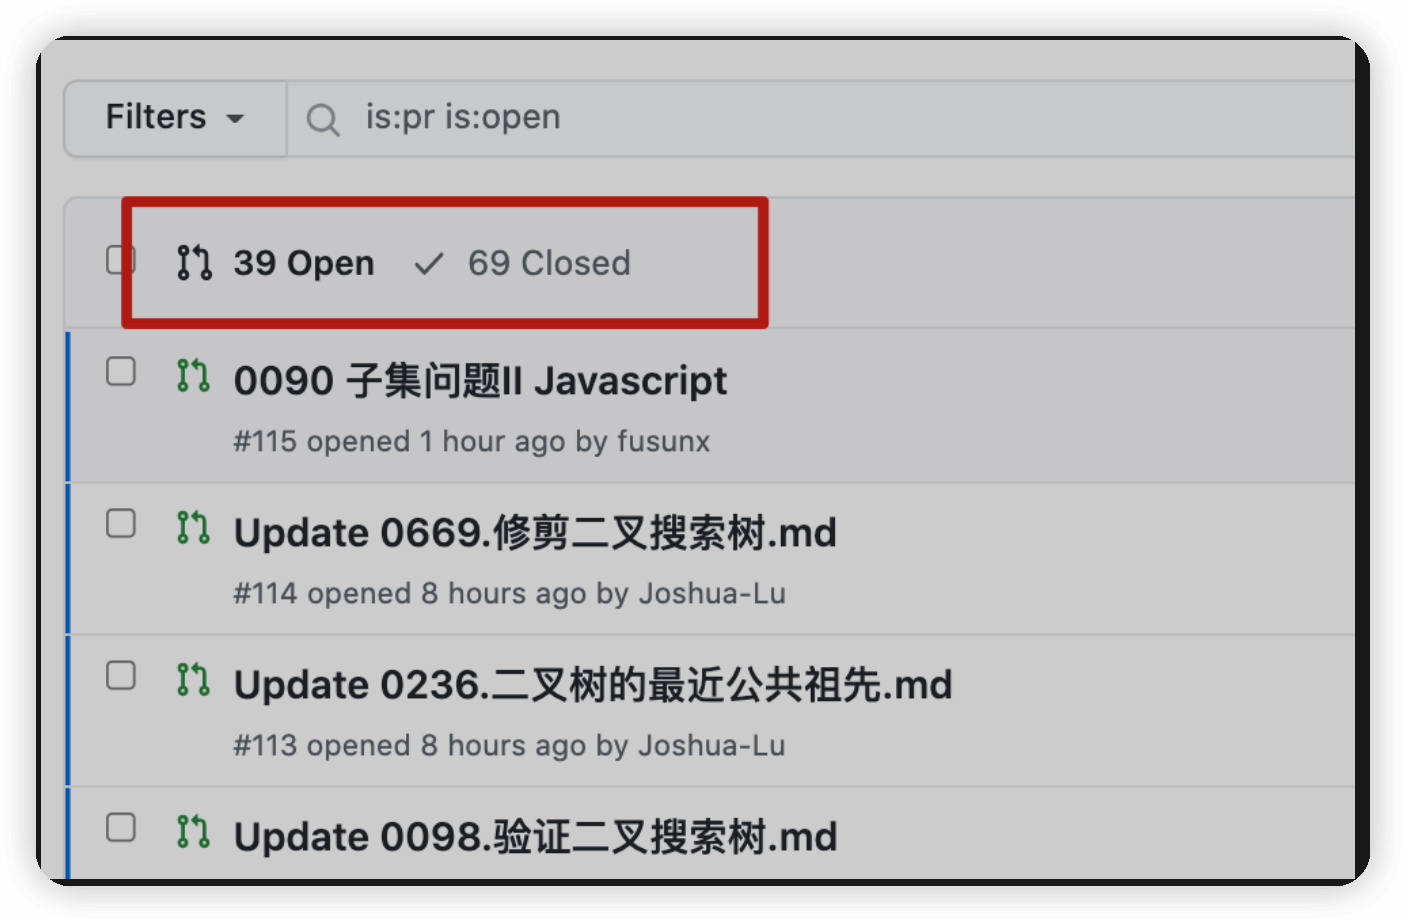 Filters is:pr is:open
39 Open 69 Closed
0090 子集问题II Javascript
#115 opened 1 hour ago by fusunx
Update 0669.修剪二叉搜索树.md
#114 opened 8 hours ago by Joshua-Lu
Update 0236.二叉树的最近公共祖先.md
#113 opened 8 hours ago by Joshua-Lu
Update 0098.验证二叉搜索树.md